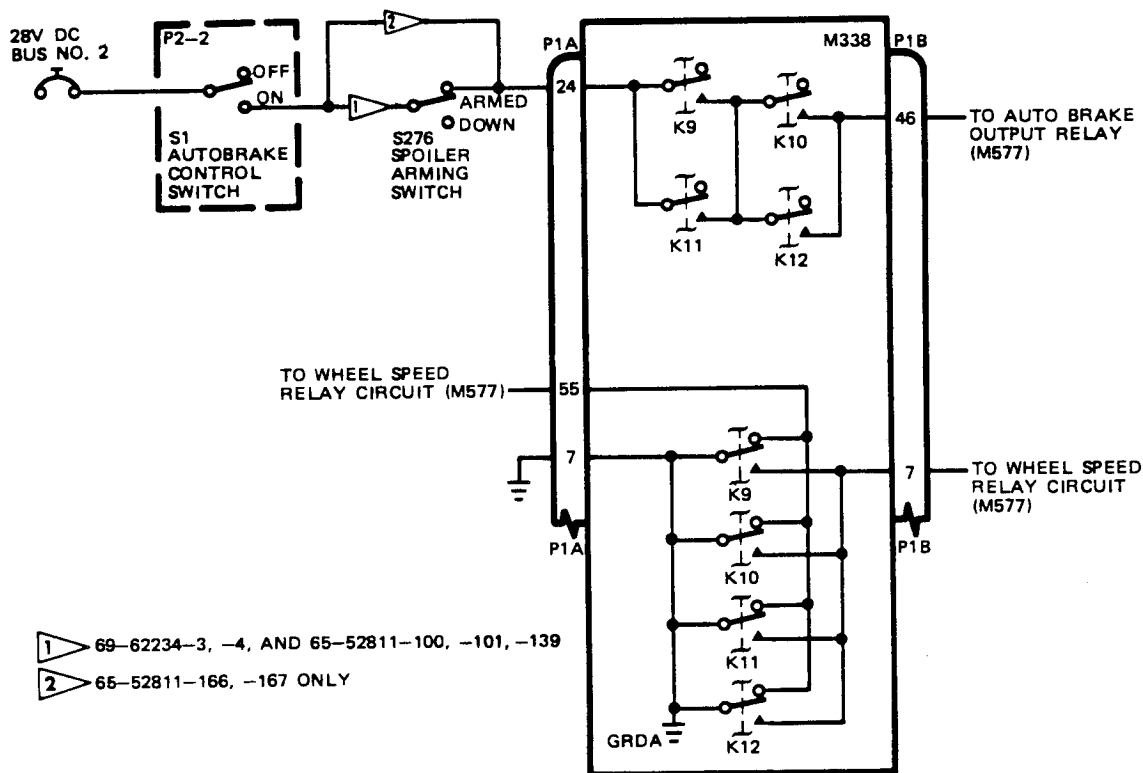 28V DC
BUS NO. 2
P2-2
OFF
ON
S1
AUTOBRAKE
CONTROL
SWITCH
2
1
ARMED
DOWN
S276
SPOILER
ARMING
SWITCH
P1A
24
M338
P1B
K9
K10
46
TO AUTO BRAKE
OUTPUT RELAY
(M577)
K11
K12
TO WHEEL SPEED
RELAY CIRCUIT (M577)
55
7
K9
7
TO WHEEL SPEED
RELAY CIRCUIT
(M577)
P1A
K10
P1B
K11
GRDA
K12
1 69-62234-3, -4, AND 65-52811-100, -101, -139
2 65-52811-166, -167 ONLY